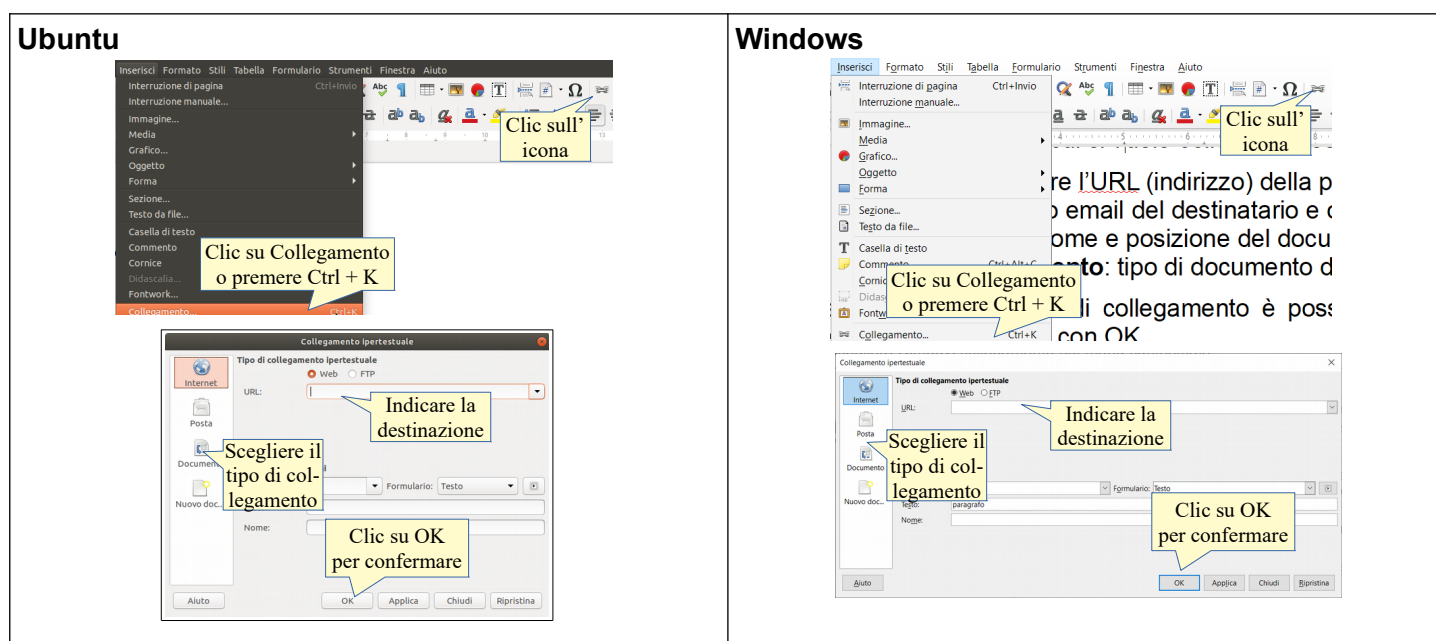 Ubuntu
Inserisci Formato Stili Tabella Formulario Strumenti Finestra Aiuto
Interruzione di pagina Ctrl+Invio
Interruzione manuale...
Immagine...
Media
Grafico...
Oggetto
Forma
Sezione...
Testo da file...
Casella di testo
Commento
Cornice
Didascalia...
Fontwork...
Collegamento... Ctrl+K
Clic sull'
icona
Clic su Collegamento
o premere Ctrl + K
Collegamento ipertestuale
Internet
Posta
Nuovo doc..
Tipo di collegamento ipertestuale
Web FTP
URL:
Indicare la
destinazione
Scegliere il
tipo di col-
legamento
Formulario: Testo
Nome:
Clic su OK
per confermare
Aiuto OK Applica Chiudi Ripristina
Windows
Inserisci Formato Stili Tabella Formulario Strumenti Finestra Aiuto
Interruzione di pagina Ctrl+Invio
Interruzione manuale...
Immagine...
Media
Grafico...
Oggetto
Forma
Sezione...
Testo da file...
Casella di testo
Fontw
Collegamento... Ctrl+K
Clic sull'
icona
re l'URL (indirizzo) della p
email del destinatario e
ome e posizione del docu
nto: tipo di documento d
di collegamento è poss
con OK
Clic su Collegamento
o premere Ctrl + K
Collegamento ipertestuale
Internet
Posta
Documento
Nuovo doc..
Tipo di collegamento ipertestuale
Web FTP
URL:
Indicare la
destinazione
Scegliere il
tipo di col-
legamento
Formulario: Testo
Testo: paragrafo
Nome:
Clic su OK
per confermare
Aiuto OK Applica Chiudi Ripristina